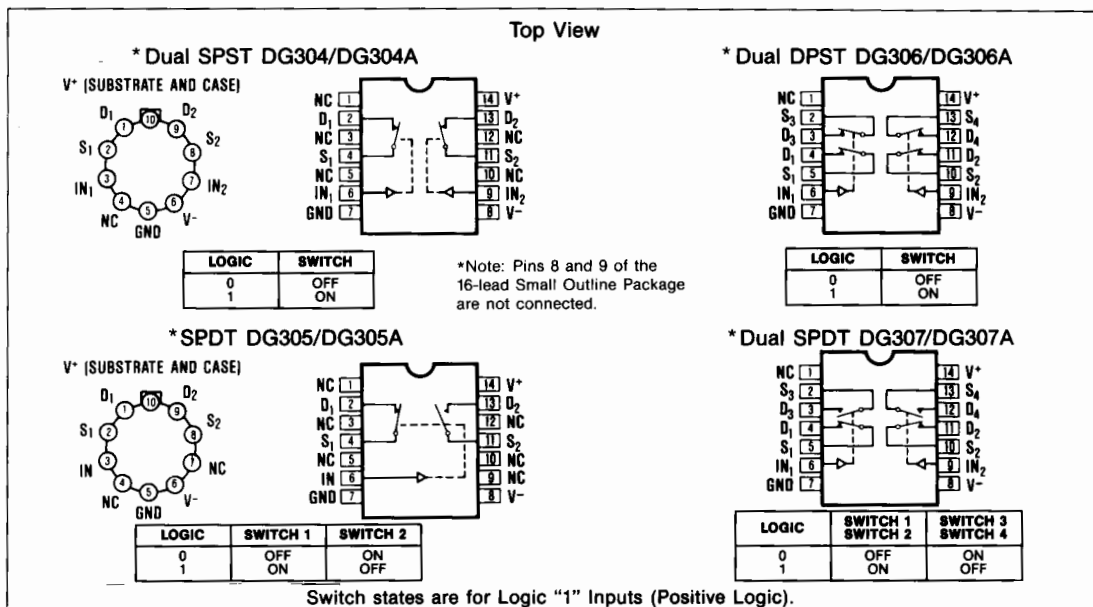 Top View
*Dual SPST DG304/DG304A
V+ (SUBSTRATE AND CASE)
D1 10 D2
1 9
S1 2 8 S2
IN1 3 7 IN2
NC 4 5 6 V-
GND
NC 1 14 V+
D1 2 13 D2
NC 3 12 NC
S1 4 11 S2
NC 5 10 NC
IN1 6 9 IN2
GND 7 8 V-
LOGIC SWITCH
0 OFF
1 ON
*Note: Pins 8 and 9 of the
16-lead Small Outline Package
are not connected.
*Dual DPST DG306/DG306A
NC 1 14 V+
S3 2 13 S4
D3 3 12 D4
D1 4 11 D2
S1 5 10 S2
IN1 6 9 IN2
GND 7 8 V-
LOGIC SWITCH
0 OFF
1 ON
*SPDT DG305/DG305A
V+ (SUBSTRATE AND CASE)
D1 10 D2
1 9
S1 2 8 S2
IN 3 7 NC
NC 4 5 6 V-
GND
NC 1 14 V+
D1 2 13 D2
NC 3 12 NC
S1 4 11 S2
NC 5 10 NC
IN 6 9 NC
GND 7 8 V-
LOGIC SWITCH 1 SWITCH 2
0 OFF ON
1 ON OFF
*Dual SPDT DG307/DG307A
NC 1 14 V+
S3 2 13 S4
D3 3 12 D4
D1 4 11 D2
S1 5 10 S2
IN1 6 9 IN2
GND 7 8 V-
LOGIC SWITCH 1 SWITCH 2 SWITCH 3 SWITCH 4
0 OFF ON
1 ON OFF
Switch states are for Logic "1" Inputs (Positive Logic).